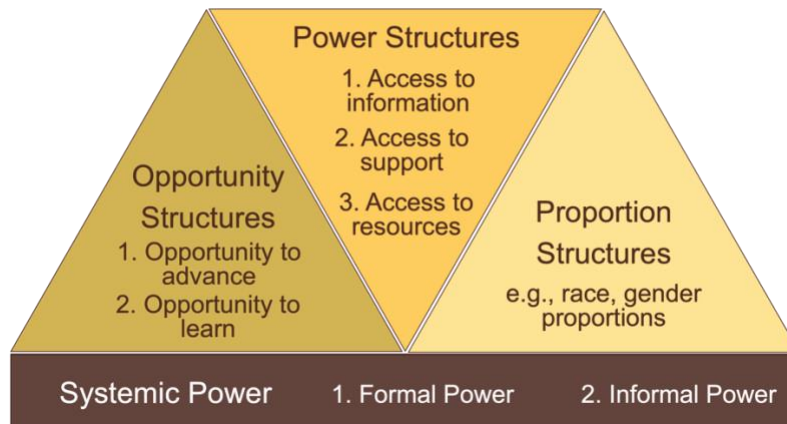 Power Structures
1. Access to
information
2. Access to
support
3. Access to
resources
Opportunity
Structures
1. Opportunity to
advance
2. Opportunity to
learn
Proportion
Structures
e.g., race, gender
proportions
Systemic Power 1. Formal Power 2. Informal Power